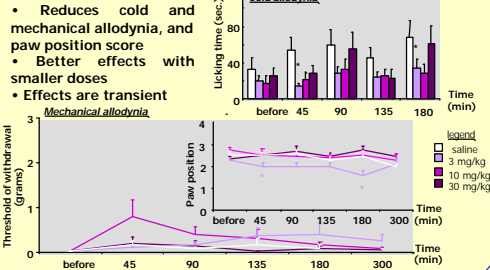 • Reduces cold and
mechanical allodynia, and
paw position score
• Better effects with
smaller doses
• Effects are transient
Cold allodynia
Licking time (sec.)
80
40
0
*
*
before 45 90 135 180
Time
(min)
Mechanical allodynia
Threshold of withdrawal
(grams)
3
2
1
0
Paw position
4
3
2
1
0
*
*
before 45 90 135 180 300
Time
(min)
before 45 90 135 180 300
Time
(min)
legend
saline
3 mg/kg
10 mg/kg
30 mg/kg